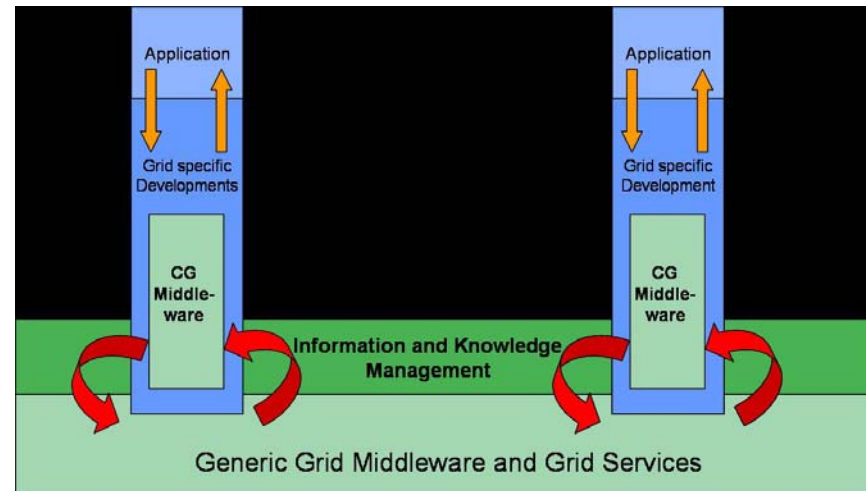 Application
Grid specific
Developments
CG
Middle-
ware
Application
Grid specific
Development
CG
Middle-
ware
Information and Knowledge
Management
Generic Grid Middleware and Grid Services